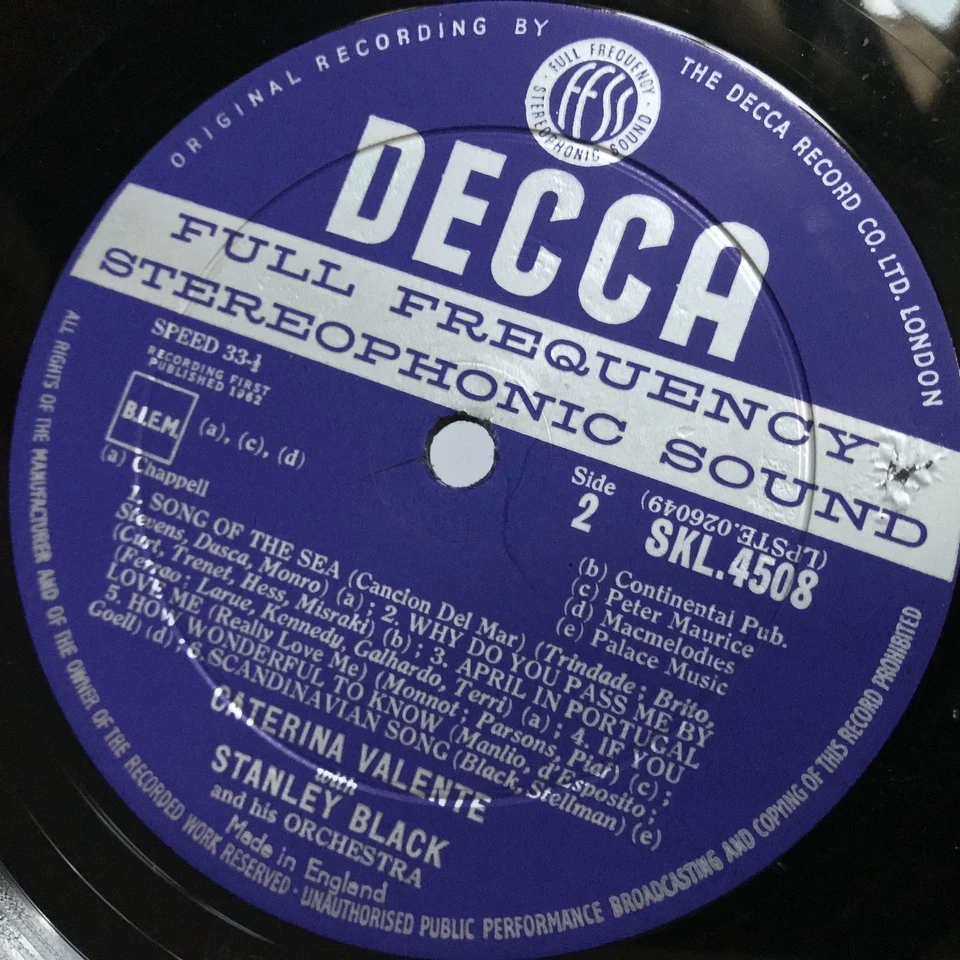 ORIGINAL RECORDING BY
THE DECCA RECORD CO. LTD. LONDON
· FULL FREQUENCY ·
STEREOPHONIC SOUND
FFSS
DECCA
FULL FREQUENCY
STEREOPHONIC SOUND
SPEED 33-⅓
RECORDING FIRST
PUBLISHED 1962
B.I.E.M.
(a), (c), (d)
Side
2
(LPSTE.026049)
SKL.4508
(a) Chappell
(b) Continental Pub.
(c) Peter Maurice
(d) Macmelodies
(e) Palace Music
1. SONG OF THE SEA (Cancion Del Mar) (Trindade; Brito,
Stevens, Dasca, Monro) (a); 2. WHY DO YOU PASS ME BY
(Curt, Trenet, Hess, Misraki) (b); 3. APRIL IN PORTUGAL
(Ferrao; Larue, Kennedy, Galhardo, Terri) (a); 4. IF YOU
LOVE ME (Really Love Me) (Monnot; Parsons, Piaf) (c);
5. HOW WONDERFUL TO KNOW (Manlio, d'Esposito;
Goell) (d); 6. SCANDINAVIAN SONG (Black, Stellman) (e)
CATERINA VALENTE
with
STANLEY BLACK
and his ORCHESTRA
Made in England
ALL RIGHTS OF THE MANUFACTURER AND OF THE OWNER OF THE RECORDED WORK RESERVED · UNAUTHORISED PUBLIC PERFORMANCE BROADCASTING AND COPYING OF THIS RECORD PROHIBITED